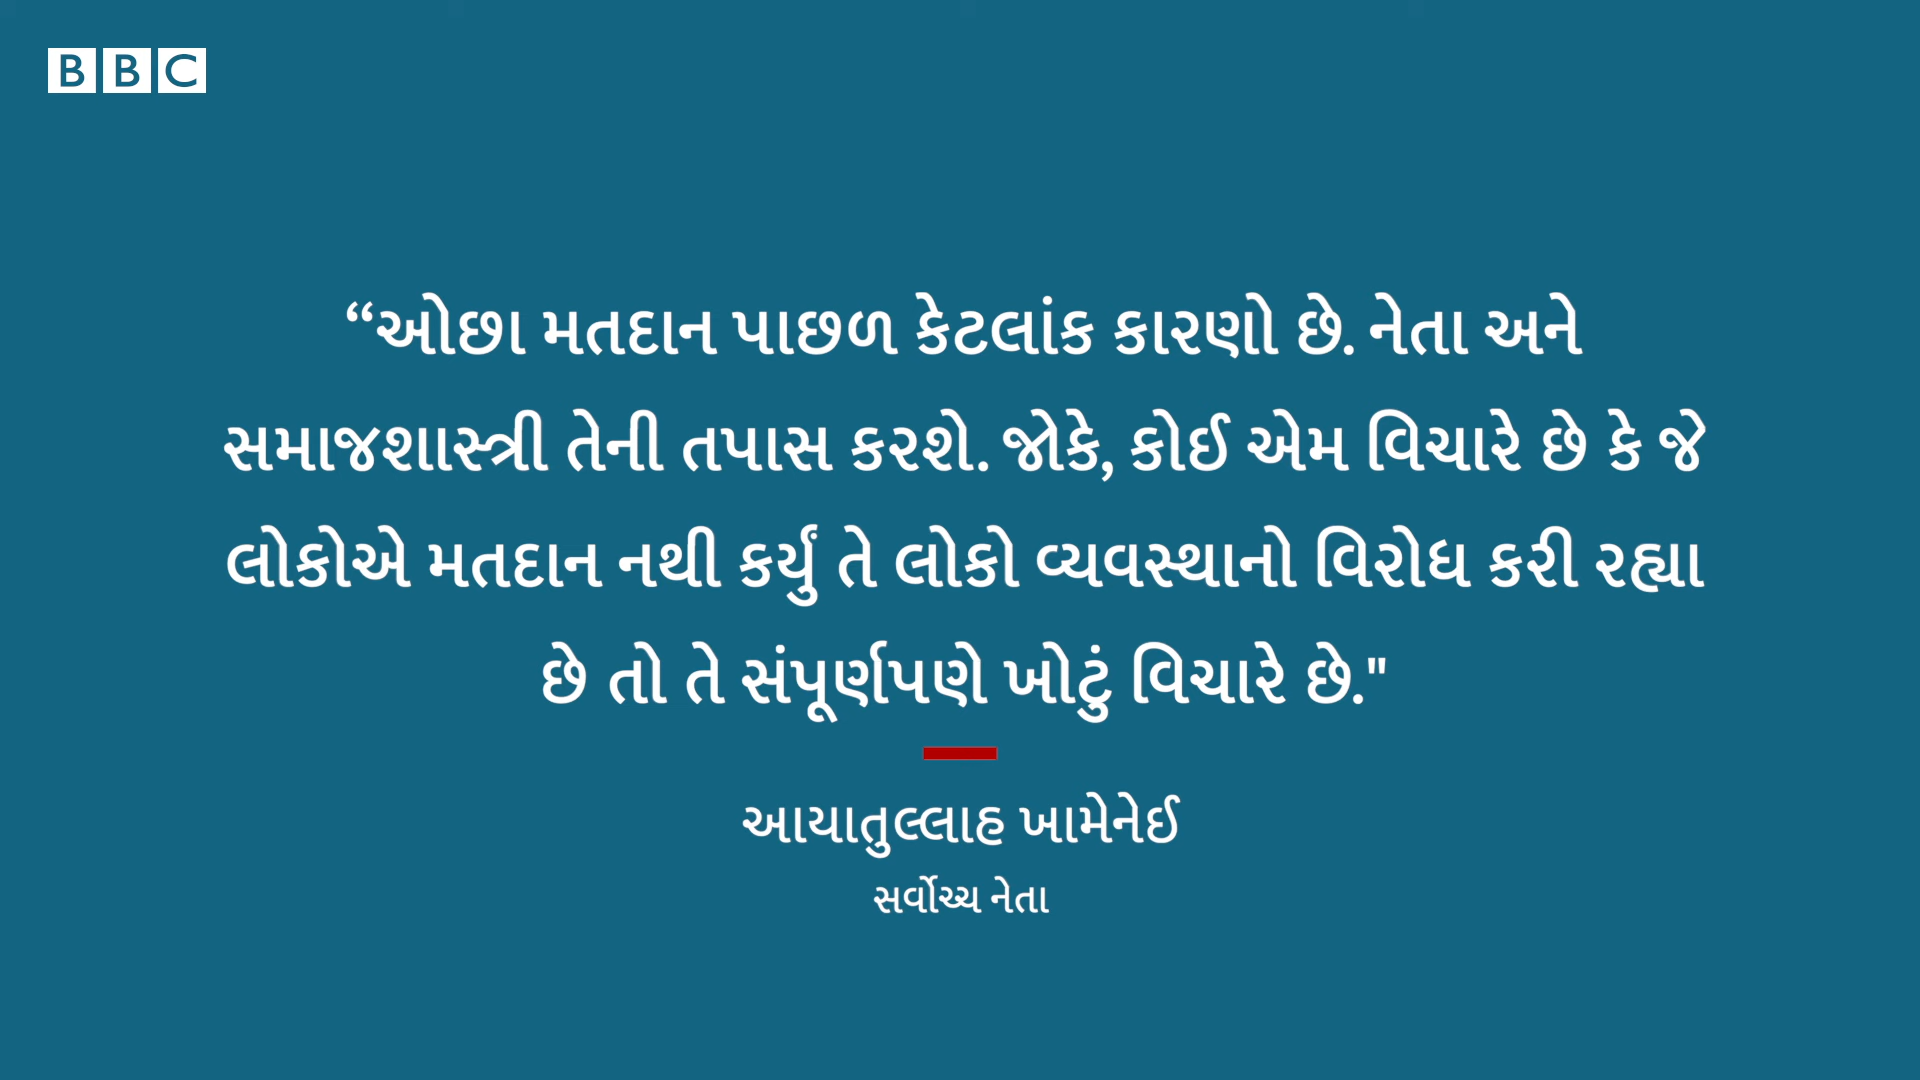 BBC
“ઓછા મતદાન પાછળ કેટલાંક કારણો છે. નેતા અને
સમાજશાસ્ત્રી તેની તપાસ કરશે. જોકે, કોઈ એમ વિચારે છે કે જે
લોકોએ મતદાન નથી કર્યું તે લોકો વ્યવસ્થાનો વિરોધ કરી રહ્યા
છે તો તે સંપૂર્ણપણે ખોટું વિચારે છે."
આયાતુલ્લાહ ખામેનેઈ
સર્વોચ્ચ નેતા